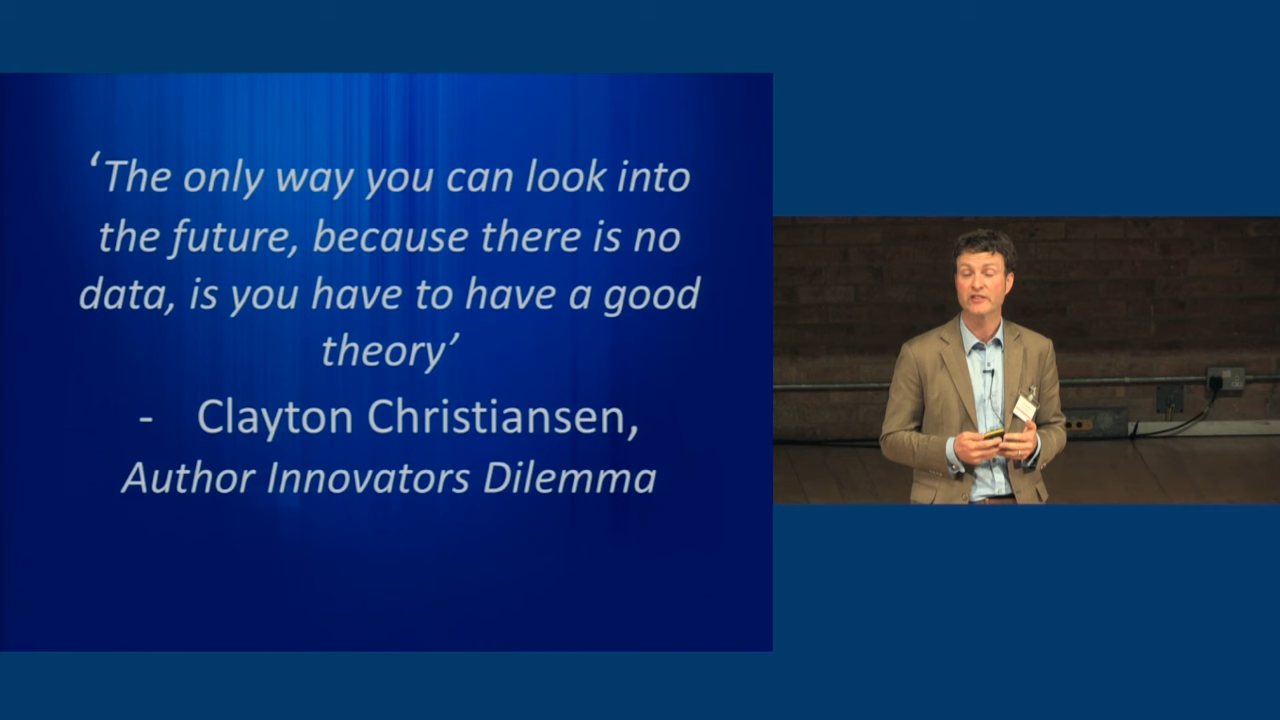 ‘The only way you can look into
the future, because there is no
data, is you have to have a good
theory’
- Clayton Christiansen,
Author Innovators Dilemma